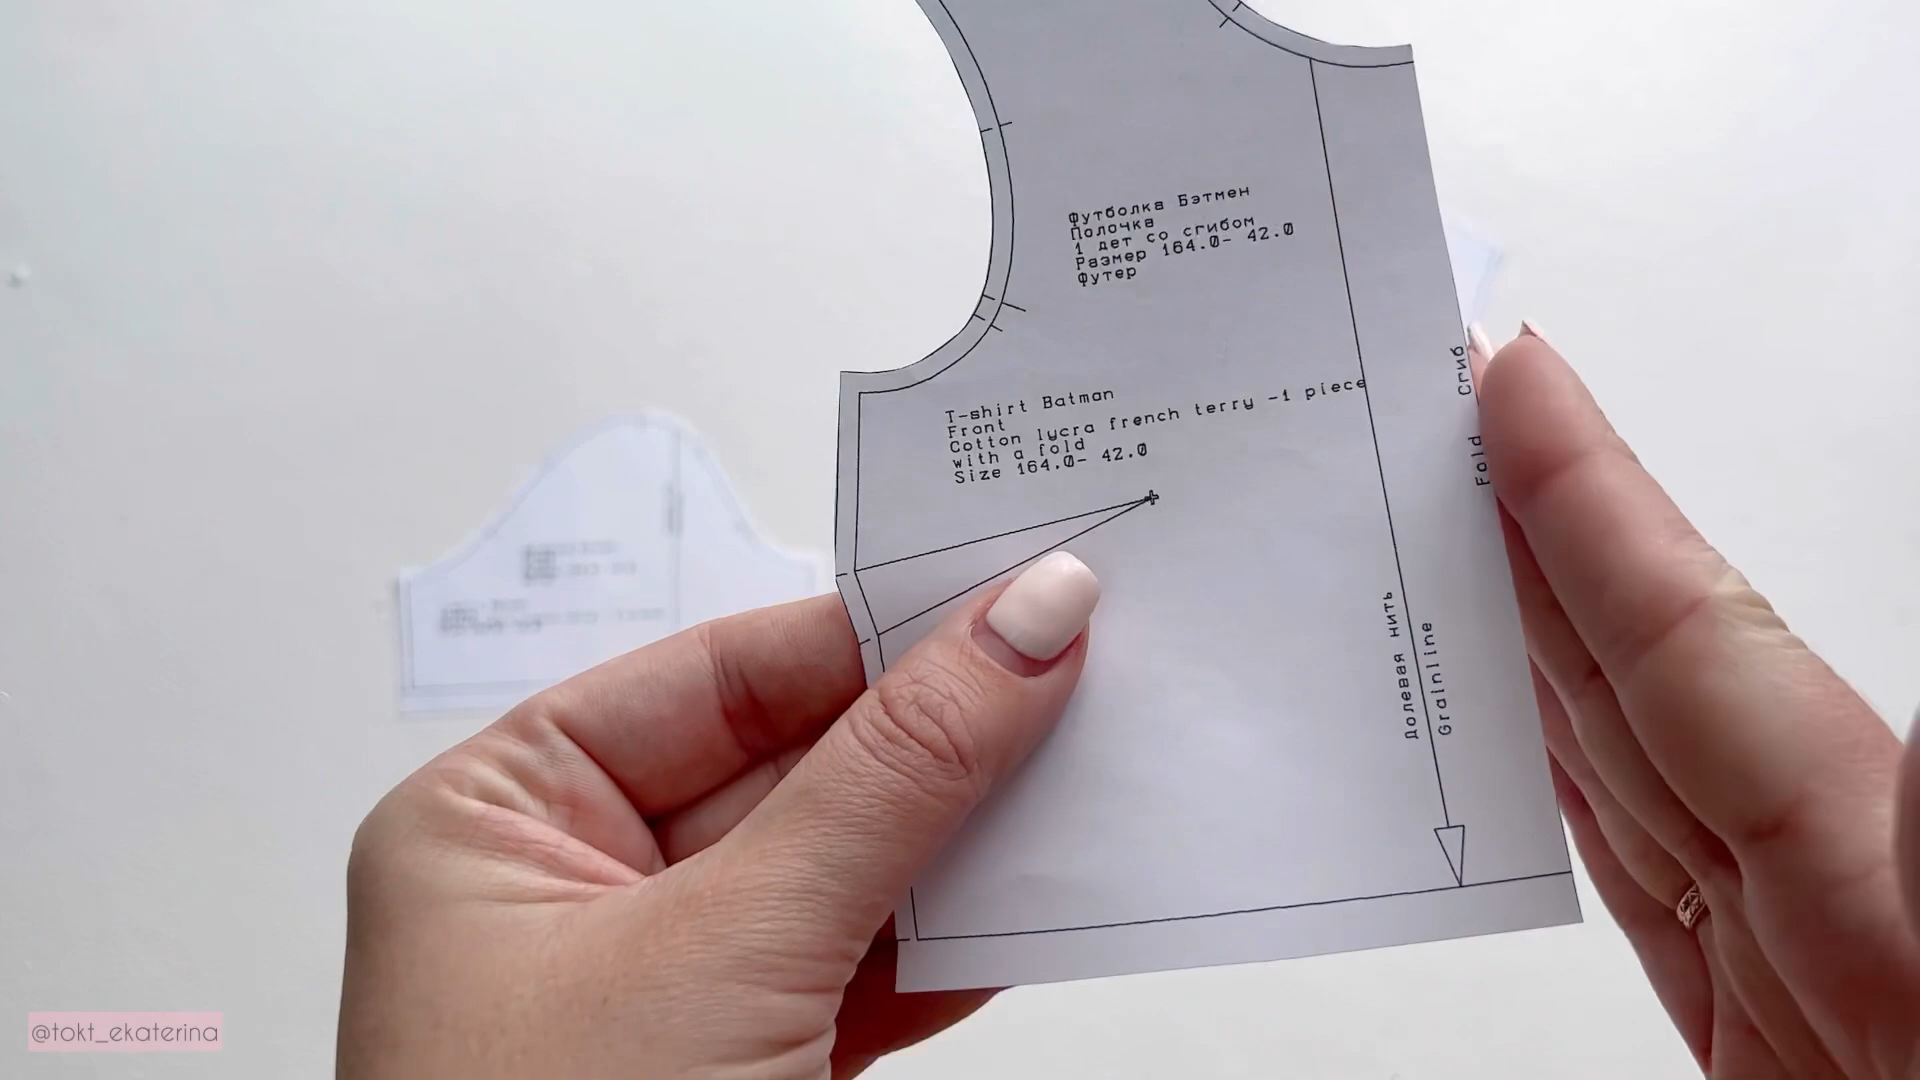 Футболка Бэтмен
Полочка
1 дет со сгибом
Размер 164.0- 42.0
Футер
T-shirt Batman
Front
Cotton lycra french terry -1 piece
with a fold
Size 164.0- 42.0
Сгиб
Fold
Долевая нить
Grainline
@tokt_ekaterina